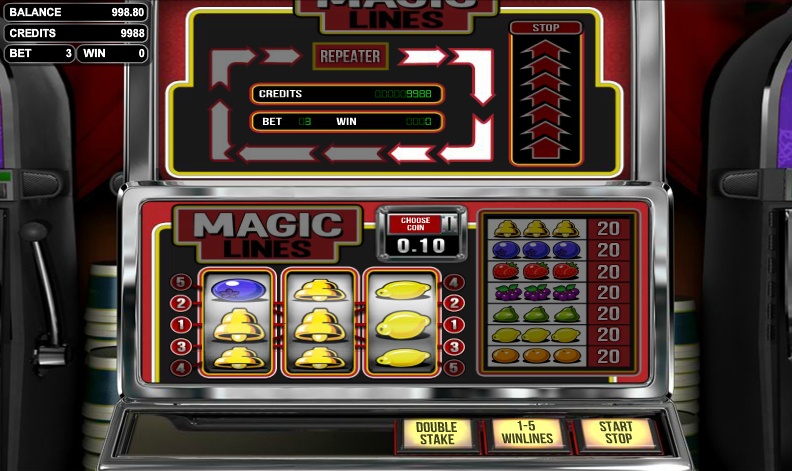 BALANCE 998.80
CREDITS 9988
BET 3 WIN 0
MAGIC
LINES
STOP
REPEATER
CREDITS 9988
BET 3 WIN 0
MAGIC
LINES
CHOOSE
COIN
0.10
5
2
1
3
4
4
2
1
3
5
20
20
20
20
20
20
20
DOUBLE
STAKE
1-5
WINLINES
START
STOP